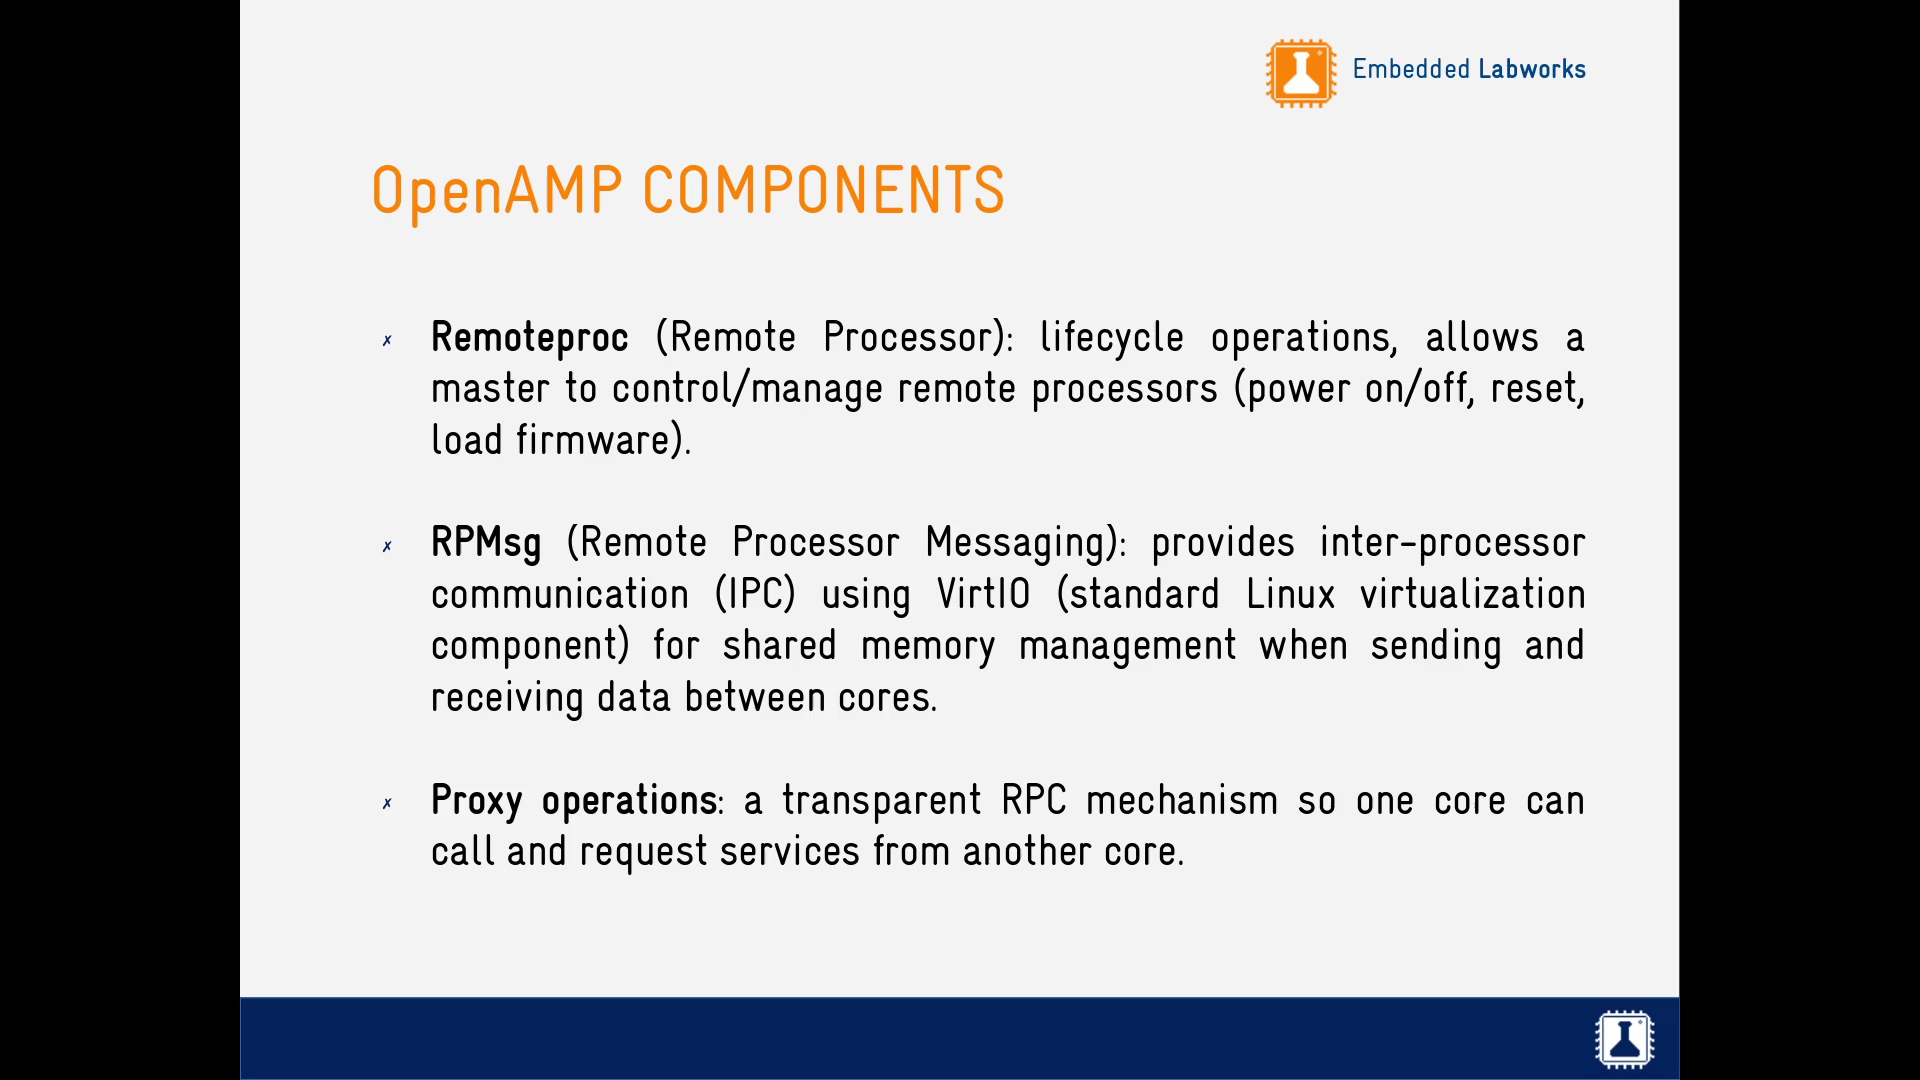 Embedded Labworks
OpenAMP COMPONENTS
✗ Remoteproc (Remote Processor): lifecycle operations, allows a
master to control/manage remote processors (power on/off, reset,
load firmware).
✗ RPMsg (Remote Processor Messaging): provides inter-processor
communication (IPC) using VirtIO (standard Linux virtualization
component) for shared memory management when sending and
receiving data between cores.
✗ Proxy operations: a transparent RPC mechanism so one core can
call and request services from another core.